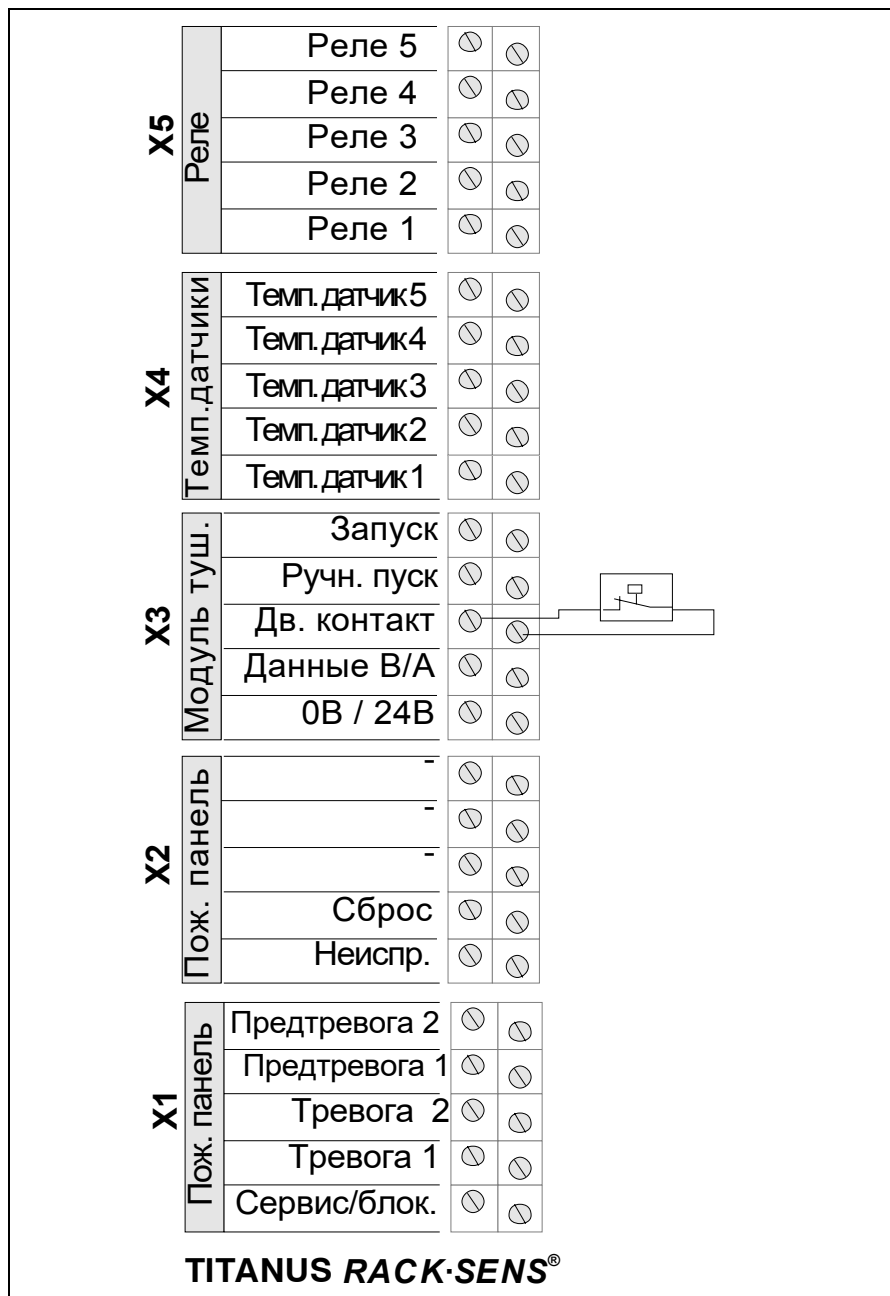 X5
Реле
Реле 5
Реле 4
Реле 3
Реле 2
Реле 1
X4
Темп.датчики
Темп.датчик5
Темп.датчик4
Темп.датчик3
Темп.датчик2
Темп.датчик1
X3
Модуль туш.
Запуск
Ручн. пуск
Дв. контакт
Данные В/А
0В / 24В
X2
Пож. панель
-
-
-
Сброс
Неиспр.
X1
Пож. панель
Предтревога 2
Предтревога 1
Тревога 2
Тревога 1
Сервис/блок.
TITANUS RACK·SENS®